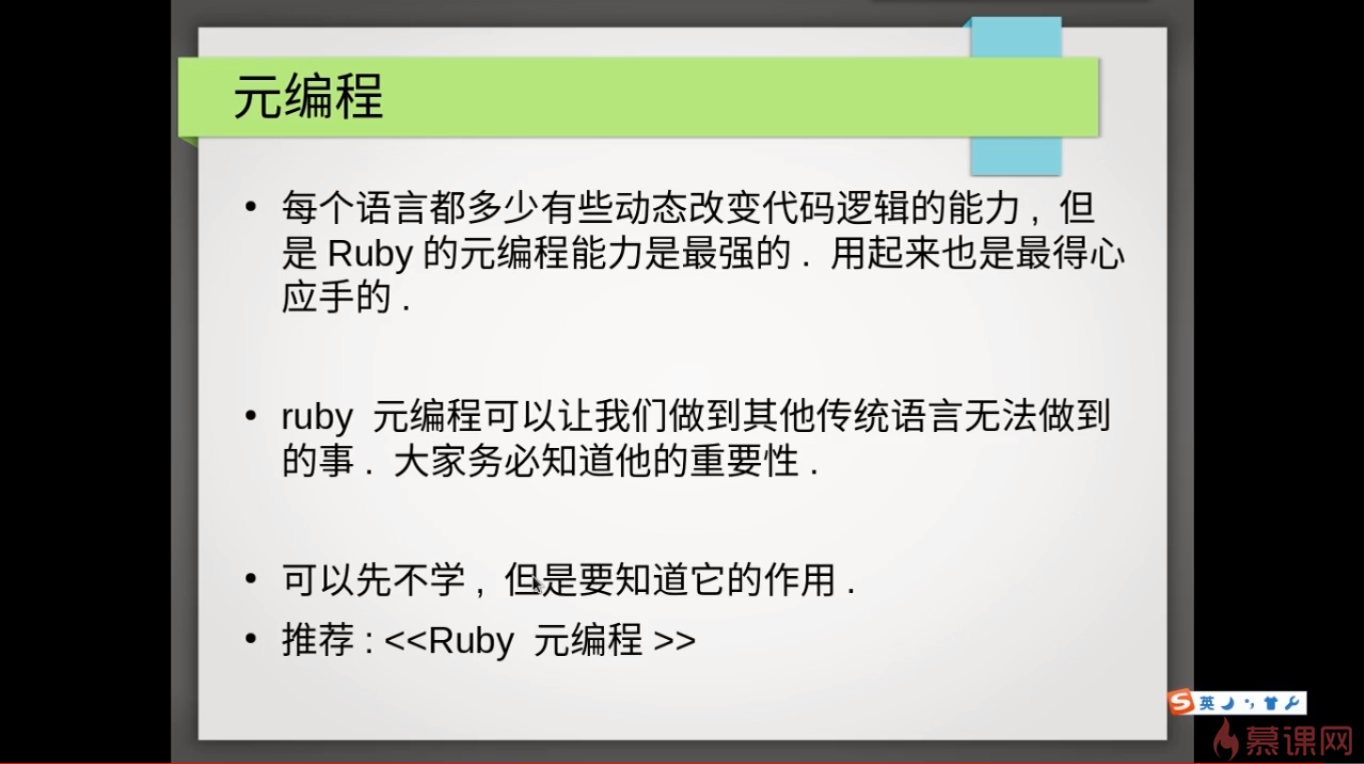 元编程
• 每个语言都多少有些动态改变代码逻辑的能力 , 但
是 Ruby 的元编程能力是最强的 . 用起来也是最得心
应手的 .
• ruby 元编程可以让我们做到其他传统语言无法做到
的事 . 大家务必知道他的重要性 .
• 可以先不学 , 但是要知道它的作用 .
• 推荐 : <<Ruby 元编程 >>
英
慕课网